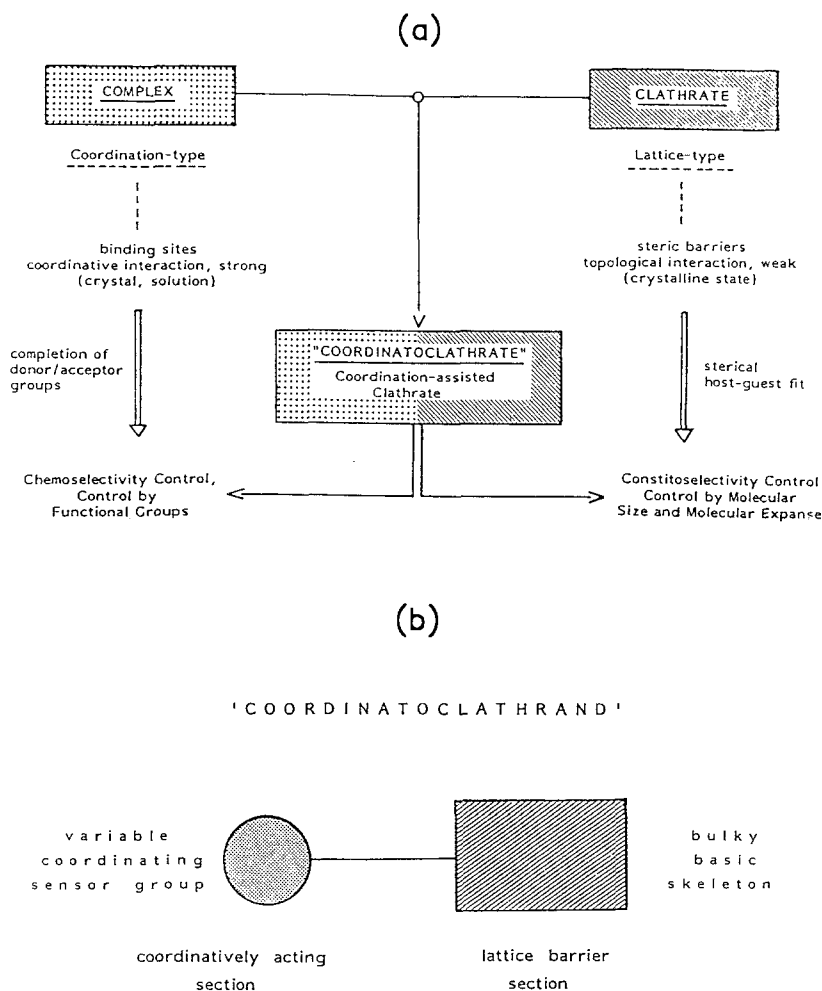 (a)
COMPLEX
CLATHRATE
Coordination-type
Lattice-type
binding sites
coordinative interaction, strong
(crystal, solution)
steric barriers
topological interaction, weak
(crystalline state)
completion of
donor/acceptor
groups
"COORDINATOCLATHRATE"
Coordination-assisted
Clathrate
sterical
host-guest fit
Chemoselectivity Control,
Control by
Functional Groups
Constitoselectivity Control
Control by Molecular
Size and Molecular Expanse
(b)
'COORDINATOCLATHRAND'
variable
coordinating
sensor group
bulky
basic
skeleton
coordinatively acting
section
lattice barrier
section